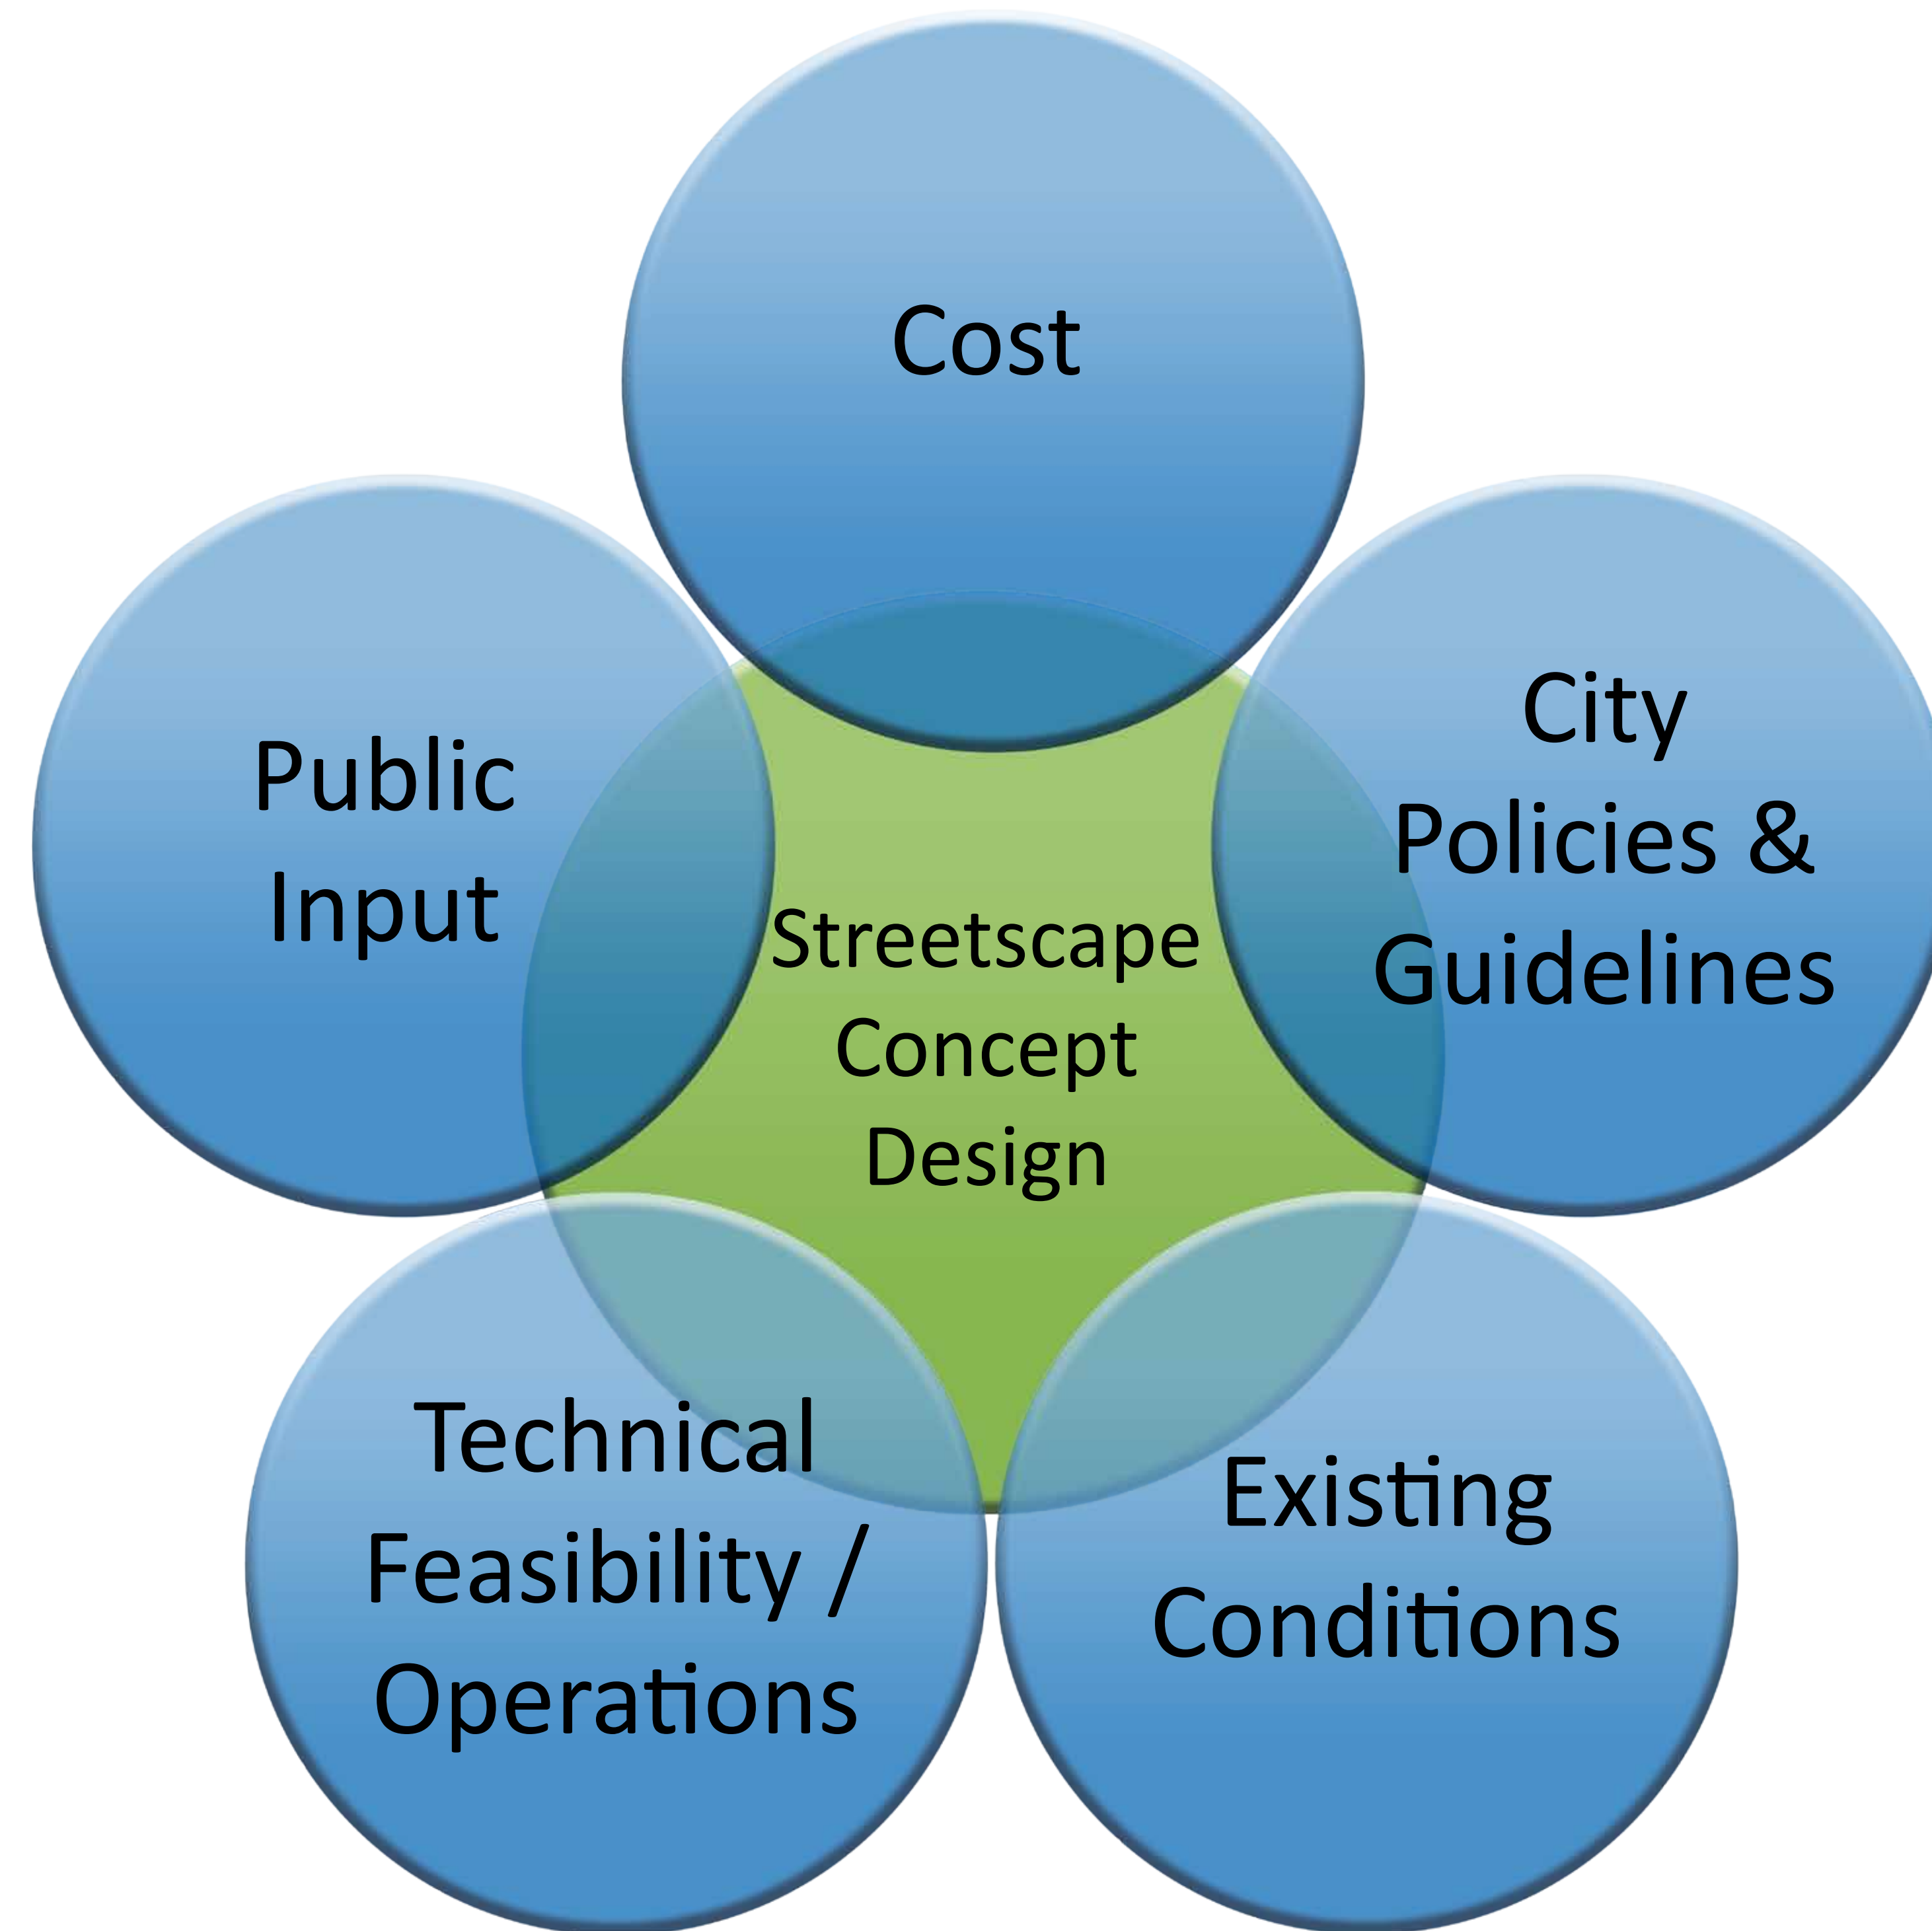 Cost
Public
Input
City
Policies &
Guidelines
Streetscape
Concept
Design
Technical
Feasibility /
Operations
Existing
Conditions